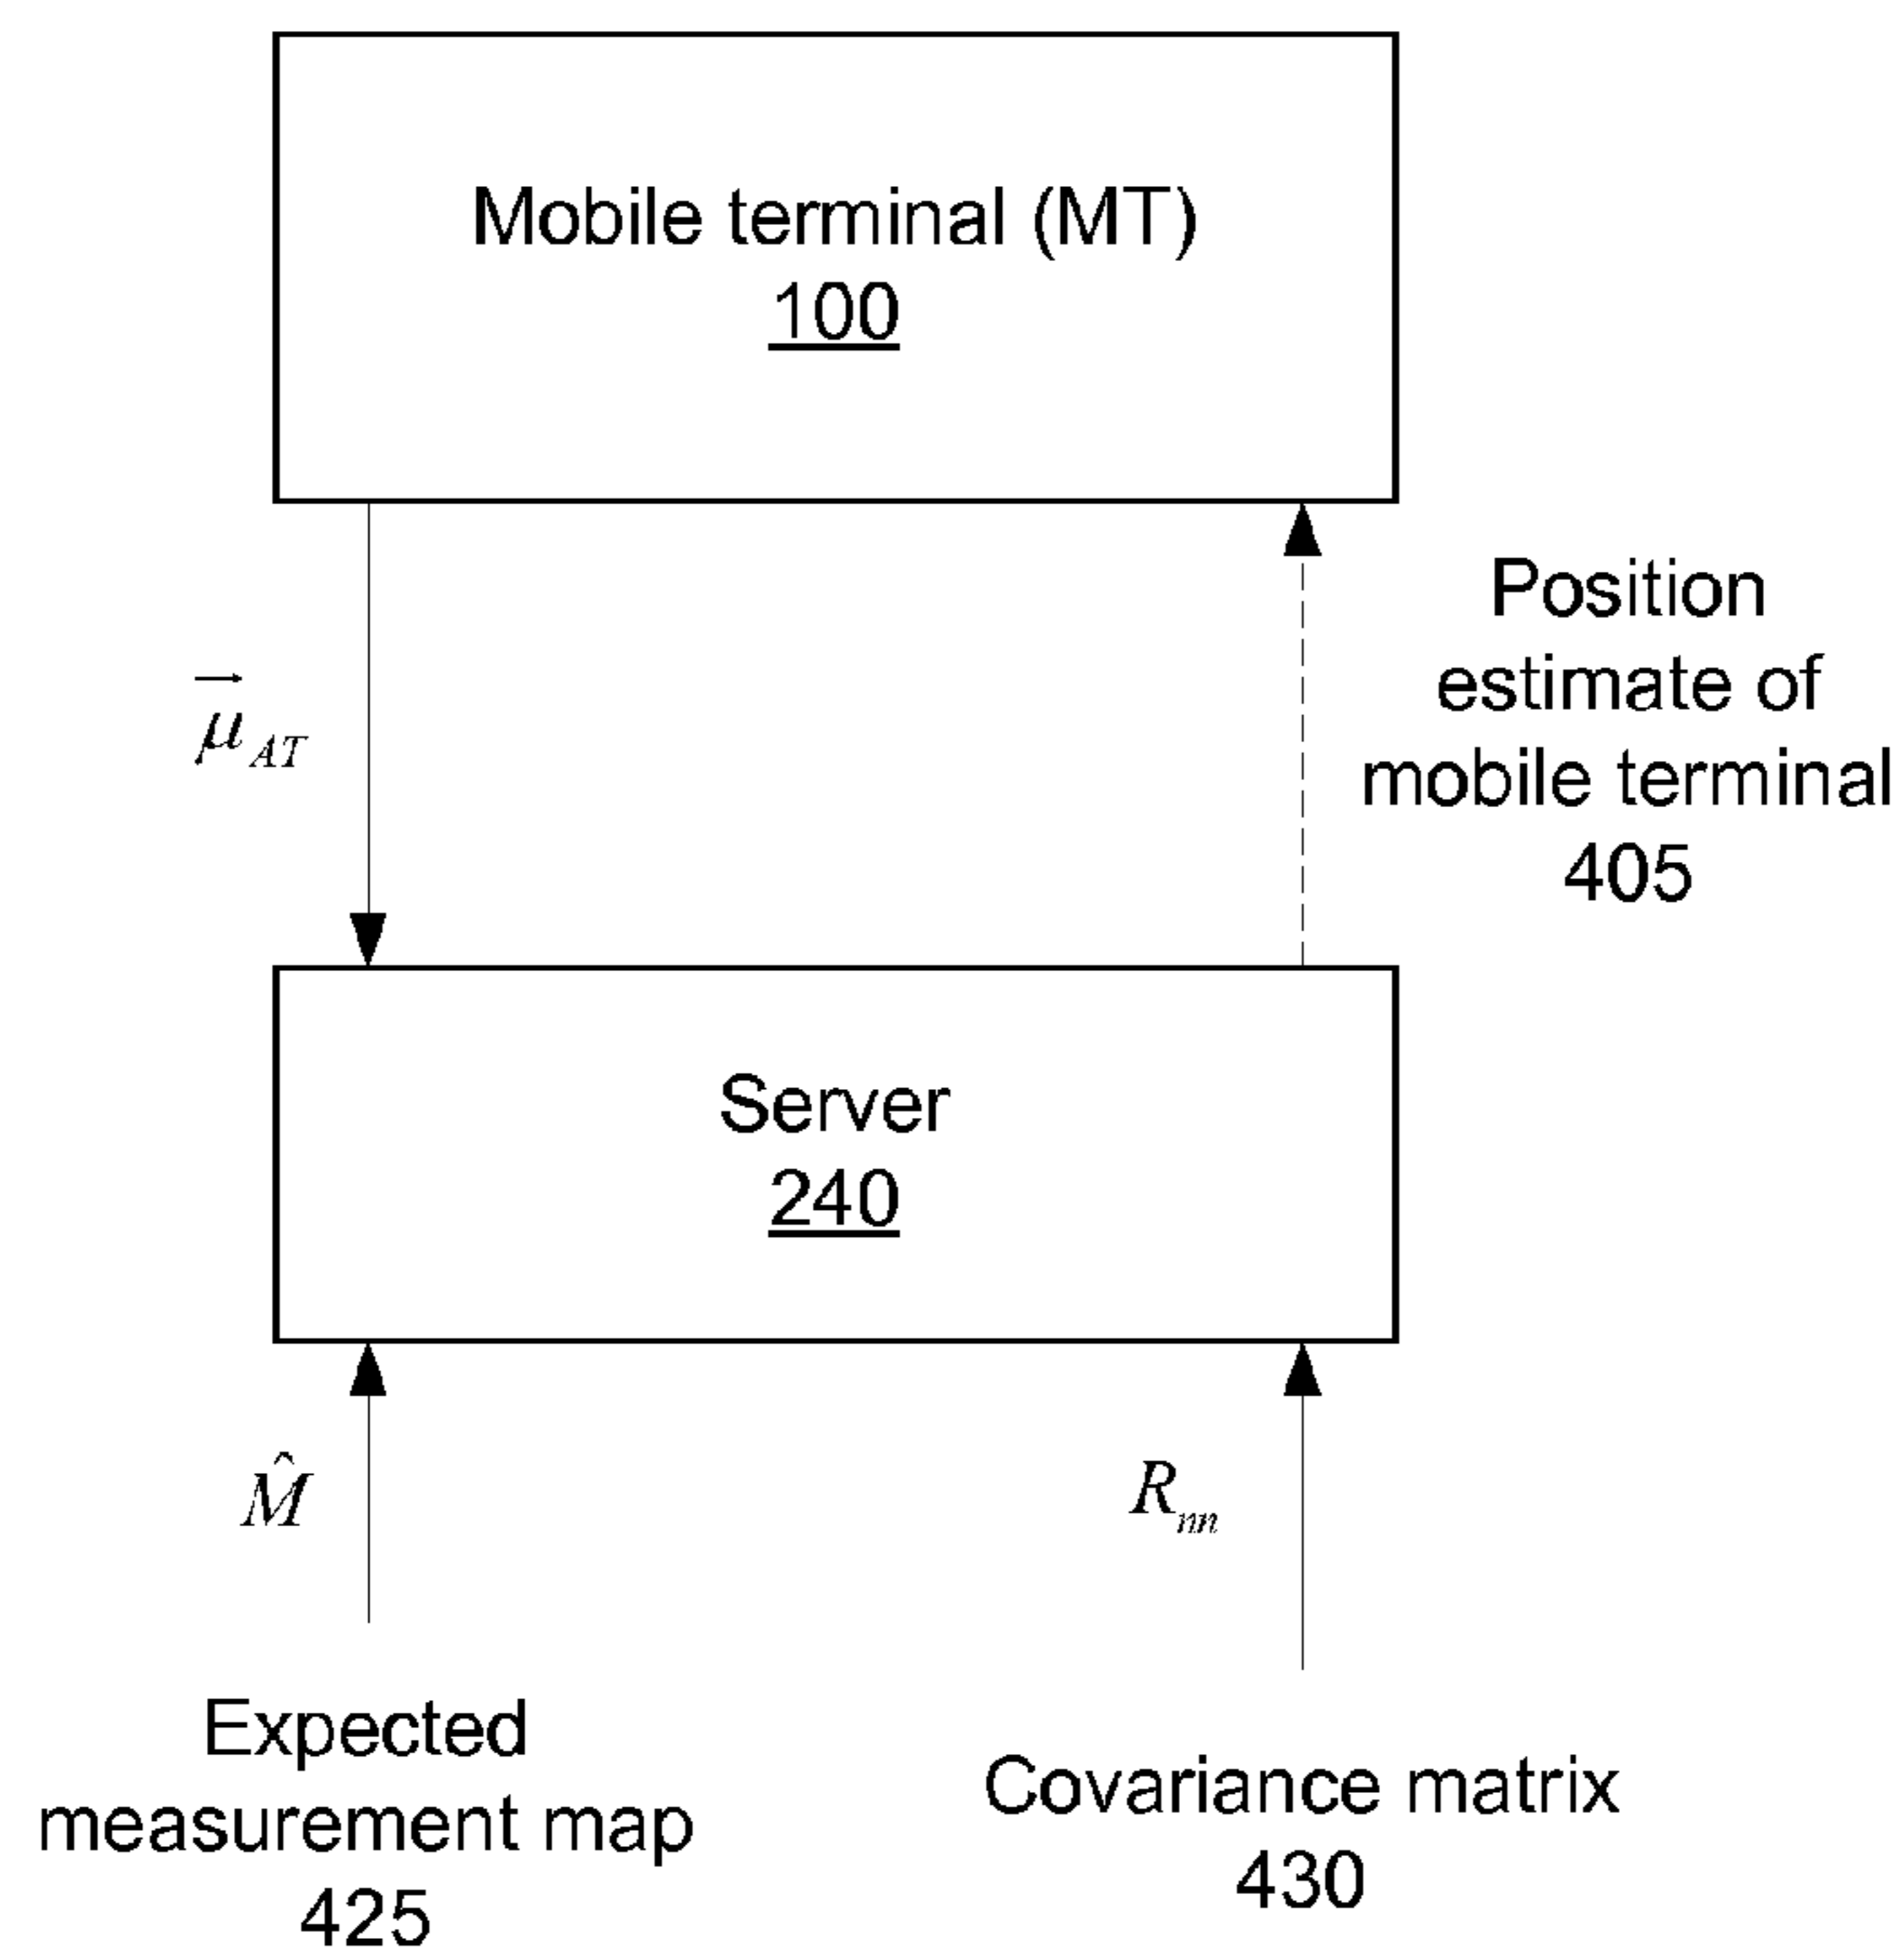 Mobile terminal (MT)
100
μ⃗_AT
Position
estimate of
mobile terminal
405
Server
240
M̂
R_nn
Expected
measurement map
425
Covariance matrix
430